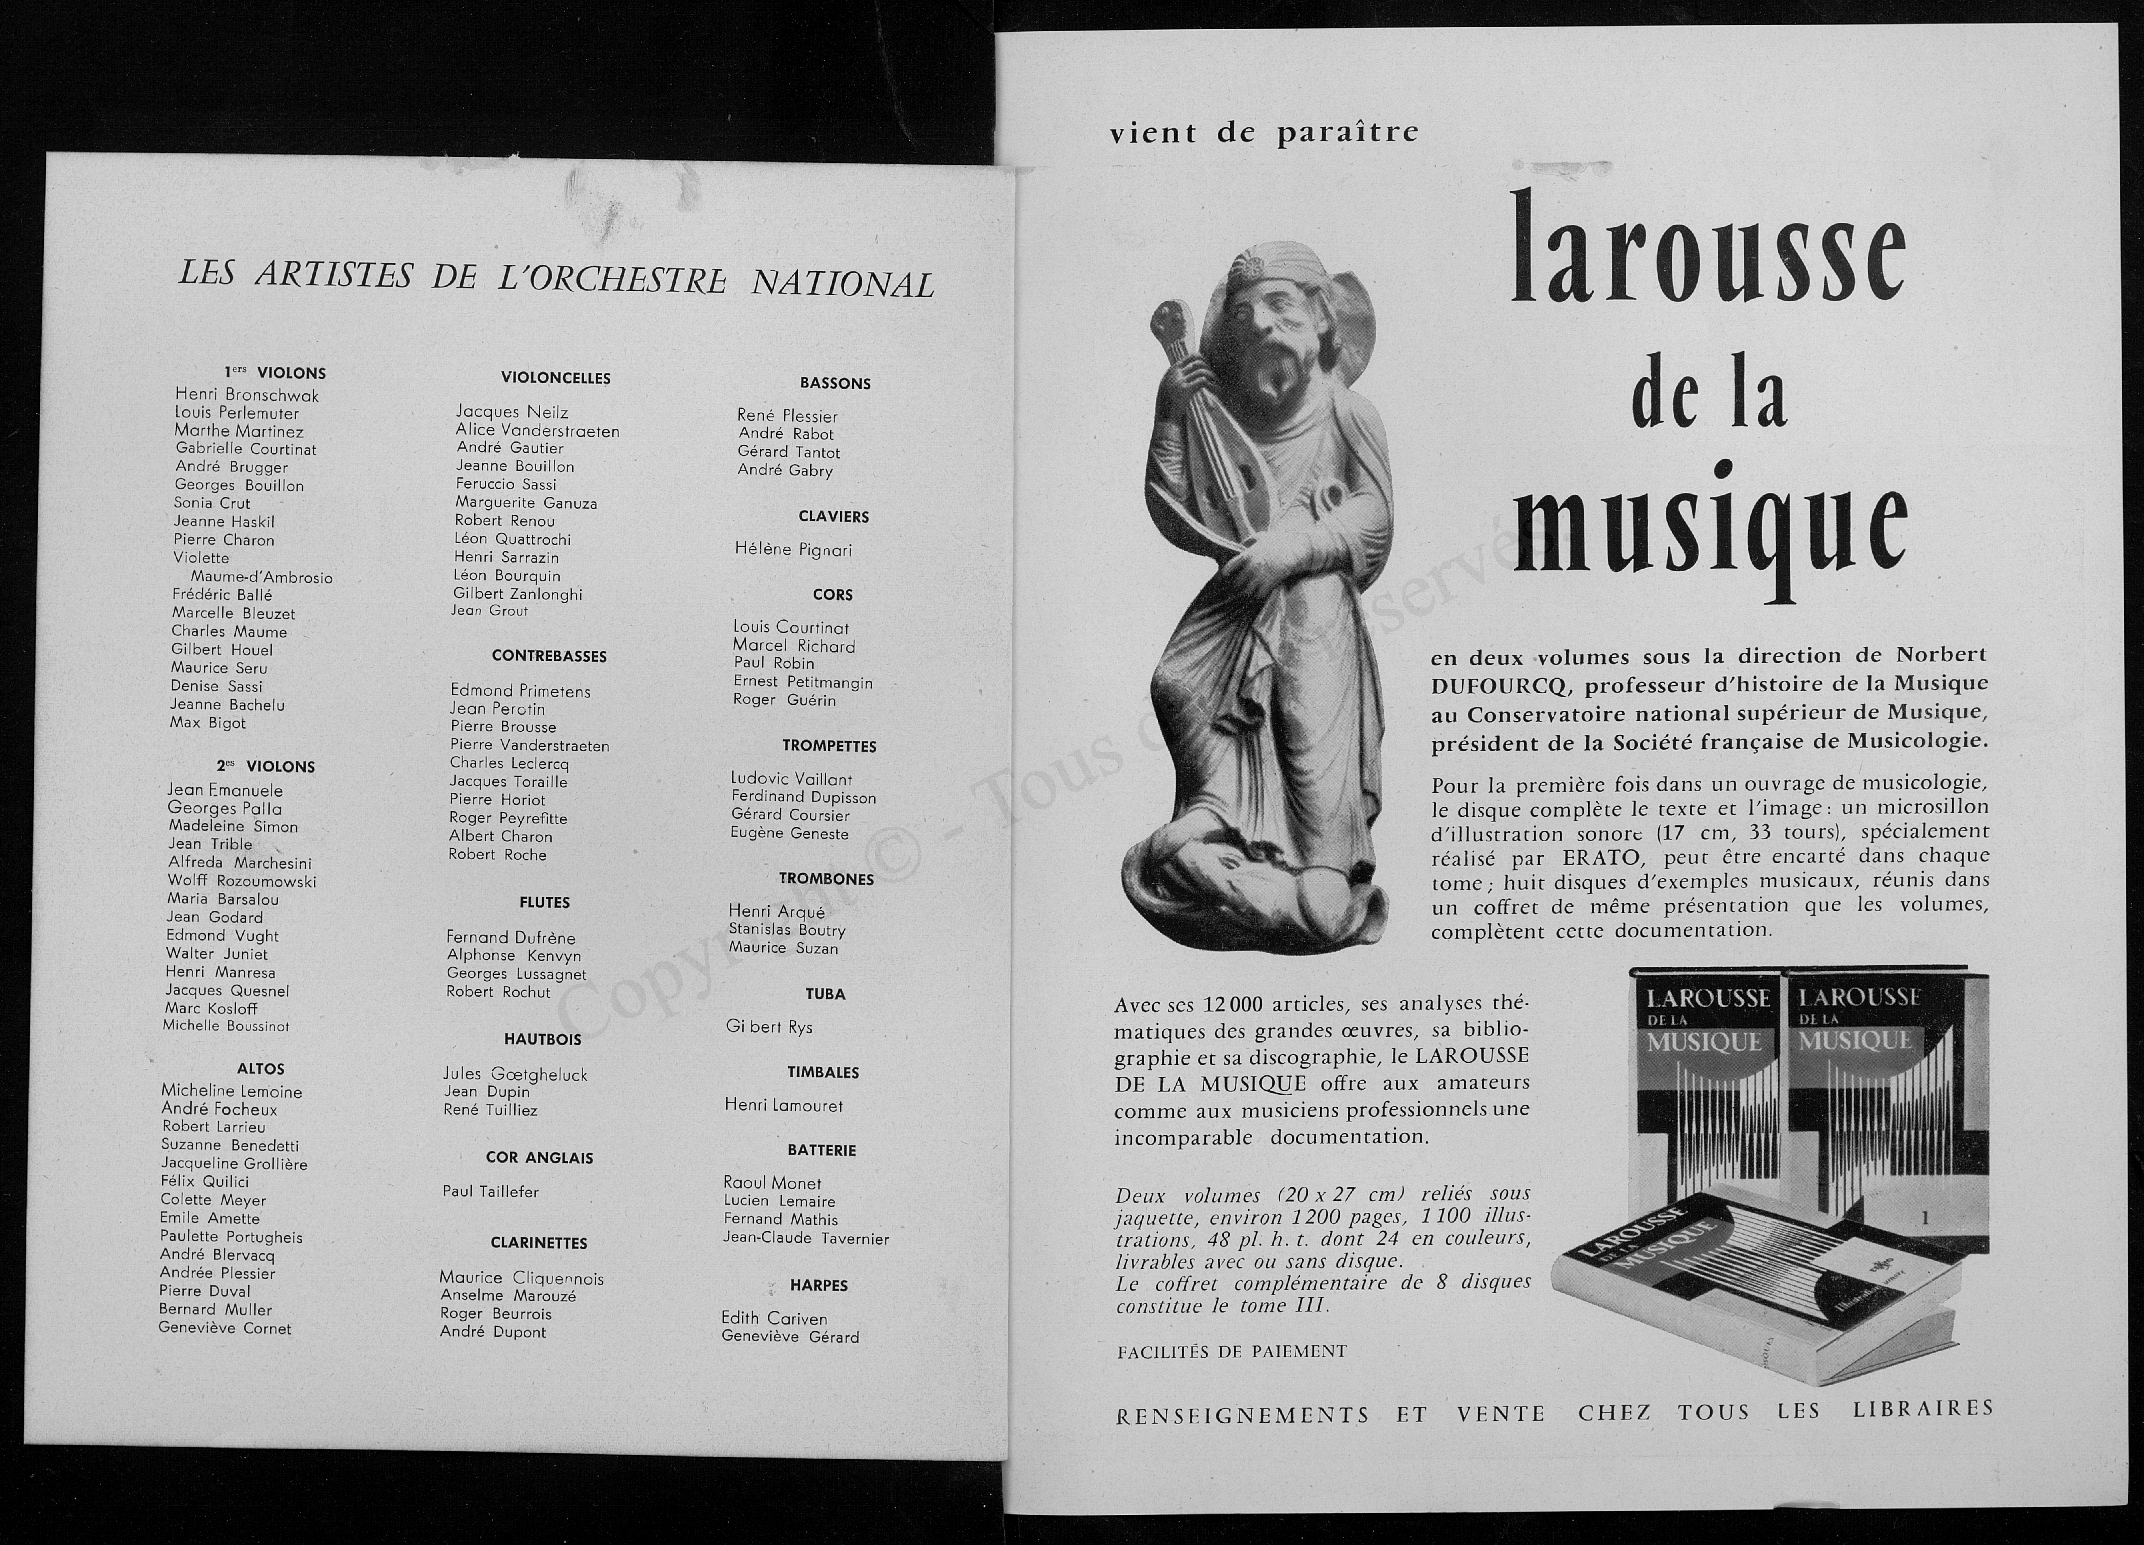 LES ARTISTES DE L'ORCHESTRE NATIONAL
1ers VIOLONS
Henri Bronschwak
Louis Perlemuter
Marthe Martinez
Gabrielle Courtinat
André Brugger
Georges Bouillon
Sonia Crut
Jeanne Haskil
Pierre Charon
Violette
Maume-d'Ambrosio
Frédéric Ballé
Marcelle Bleuzet
Charles Maume
Gilbert Houel
Maurice Seru
Denise Sassi
Jeanne Bachelu
Max Bigot
2es VIOLONS
Jean Emanuele
Georges Palla
Madeleine Simon
Jean Trible
Alfreda Marchesini
Wolff Rozoumowski
Maria Barsalou
Jean Godard
Edmond Vught
Walter Juniet
Henri Manresa
Jacques Quesnel
Marc Kosloff
Michelle Boussinot
ALTOS
Micheline Lemoine
André Focheux
Robert Larrieu
Suzanne Benedetti
Jacqueline Grollière
Félix Quilici
Colette Meyer
Emile Amette
Paulette Portugheis
André Blervacq
Andrée Plessier
Pierre Duval
Bernard Muller
Geneviève Cornet
VIOLONCELLES
Jacques Neilz
Alice Vanderstraeten
André Gautier
Jeanne Bouillon
Feruccio Sassi
Marguerite Ganuza
Robert Renou
Léon Quattrochi
Henri Sarrazin
Léon Bourquin
Gilbert Zanlonghi
Jean Grout
CONTREBASSES
Edmond Primetens
Jean Perotin
Pierre Brousse
Pierre Vanderstraeten
Charles Leclercq
Jacques Toraille
Pierre Horiot
Roger Peyrefitte
Albert Charon
Robert Roche
FLUTES
Fernand Dufrène
Alphonse Kenvyn
Georges Lussagnet
Robert Rochut
HAUTBOIS
Jules Gœtgheluck
Jean Dupin
René Tuilliez
COR ANGLAIS
Paul Taillefer
CLARINETTES
Maurice Cliquennois
Anselme Marouzé
Roger Beurrois
André Dupont
BASSONS
René Plessier
André Rabot
Gérard Tantot
André Gabry
CLAVIERS
Hélène Pignari
CORS
Louis Courtinat
Marcel Richard
Paul Robin
Ernest Petitmangin
Roger Guérin
TROMPETTES
Ludovic Vaillant
Ferdinand Dupisson
Gérard Coursier
Eugène Geneste
TROMBONES
Henri Arqué
Stanislas Boutry
Maurice Suzan
TUBA
Gi bert Rys
TIMBALES
Henri Lamouret
BATTERIE
Raoul Monet
Lucien Lemaire
Fernand Mathis
Jean-Claude Tavernier
HARPES
Edith Cariven
Geneviève Gérard
vient de paraître
larousse
de la
musique
en deux volumes sous la direction de Norbert
DUFOURCQ, professeur d'histoire de la Musique
au Conservatoire national supérieur de Musique,
président de la Société française de Musicologie.
Pour la première fois dans un ouvrage de musicologie,
le disque complète le texte et l'image : un microsillon
d'illustration sonore (17 cm, 33 tours), spécialement
réalisé par ERATO, peut être encarté dans chaque
tome ; huit disques d'exemples musicaux, réunis dans
un coffret de même présentation que les volumes,
complètent cette documentation.
Avec ses 12 000 articles, ses analyses thé-
matiques des grandes œuvres, sa biblio-
graphie et sa discographie, le LAROUSSE
DE LA MUSIQUE offre aux amateurs
comme aux musiciens professionnels une
incomparable documentation.
Deux volumes (20 x 27 cm) reliés sous
jaquette, environ 1 200 pages, 1 100 illus-
trations, 48 pl. h. t. dont 24 en couleurs,
livrables avec ou sans disque.
Le coffret complémentaire de 8 disques
constitue le tome III.
FACILITÉS DE PAIEMENT
LAROUSSE
DE LA
MUSIQUE
LAROUSSE
DE LA
MUSIQUE
1
LAROUSSE
DE LA
MUSIQUE
RENSEIGNEMENTS ET VENTE CHEZ TOUS LES LIBRAIRES
Copyright © - Tous droits réservés.